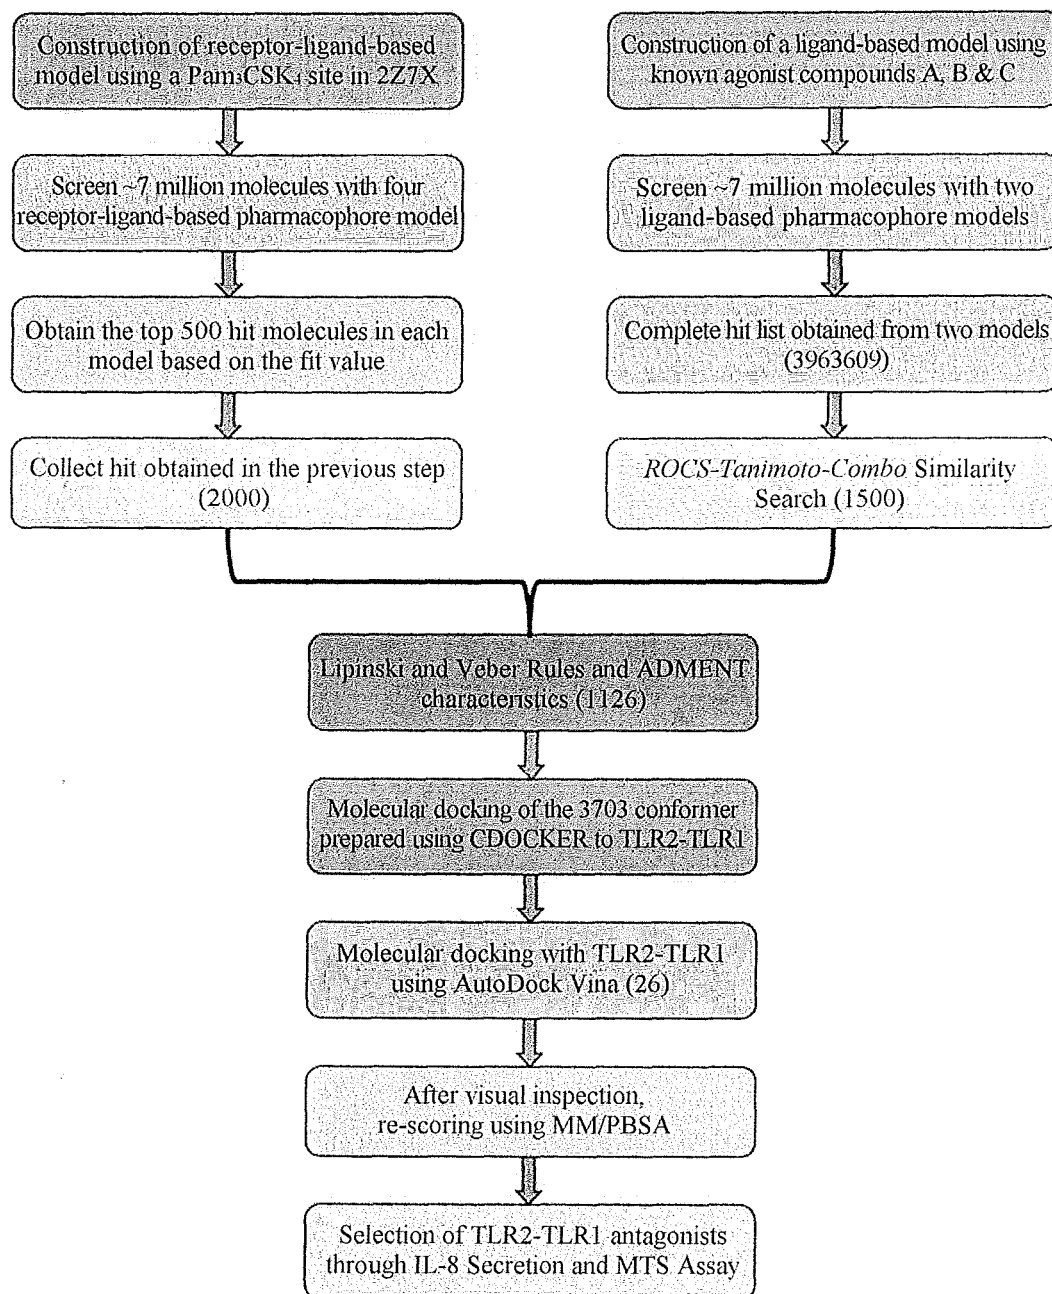 Construction of receptor-ligand-based
model using a Pam₃CSK₄ site in 2Z7X
Screen ~7 million molecules with four
receptor-ligand-based pharmacophore model
Obtain the top 500 hit molecules in each
model based on the fit value
Collect hit obtained in the previous step
(2000)
Construction of a ligand-based model using
known agonist compounds A, B & C
Screen ~7 million molecules with two
ligand-based pharmacophore models
Complete hit list obtained from two models
(3963609)
ROCS-Tanimoto-Combo Similarity
Search (1500)
Lipinski and Veber Rules and ADMENT
characteristics (1126)
Molecular docking of the 3703 conformer
prepared using CDOCKER to TLR2-TLR1
Molecular docking with TLR2-TLR1
using AutoDock Vina (26)
After visual inspection,
re-scoring using MM/PBSA
Selection of TLR2-TLR1 antagonists
through IL-8 Secretion and MTS Assay